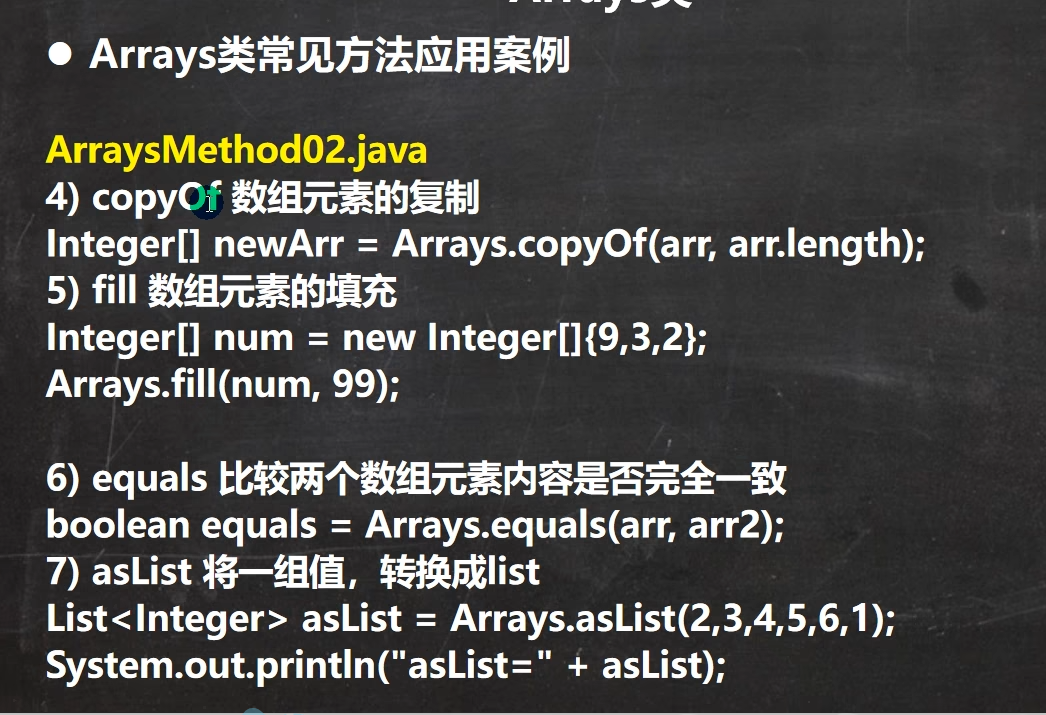 Arrays类
● Arrays类常见方法应用案例
ArraysMethod02.java
4) copyOf 数组元素的复制
Integer[] newArr = Arrays.copyOf(arr, arr.length);
5) fill 数组元素的填充
Integer[] num = new Integer[]{9,3,2};
Arrays.fill(num, 99);
6) equals 比较两个数组元素内容是否完全一致
boolean equals = Arrays.equals(arr, arr2);
7) asList 将一组值，转换成list
List<Integer> asList = Arrays.asList(2,3,4,5,6,1);
System.out.println("asList=" + asList);